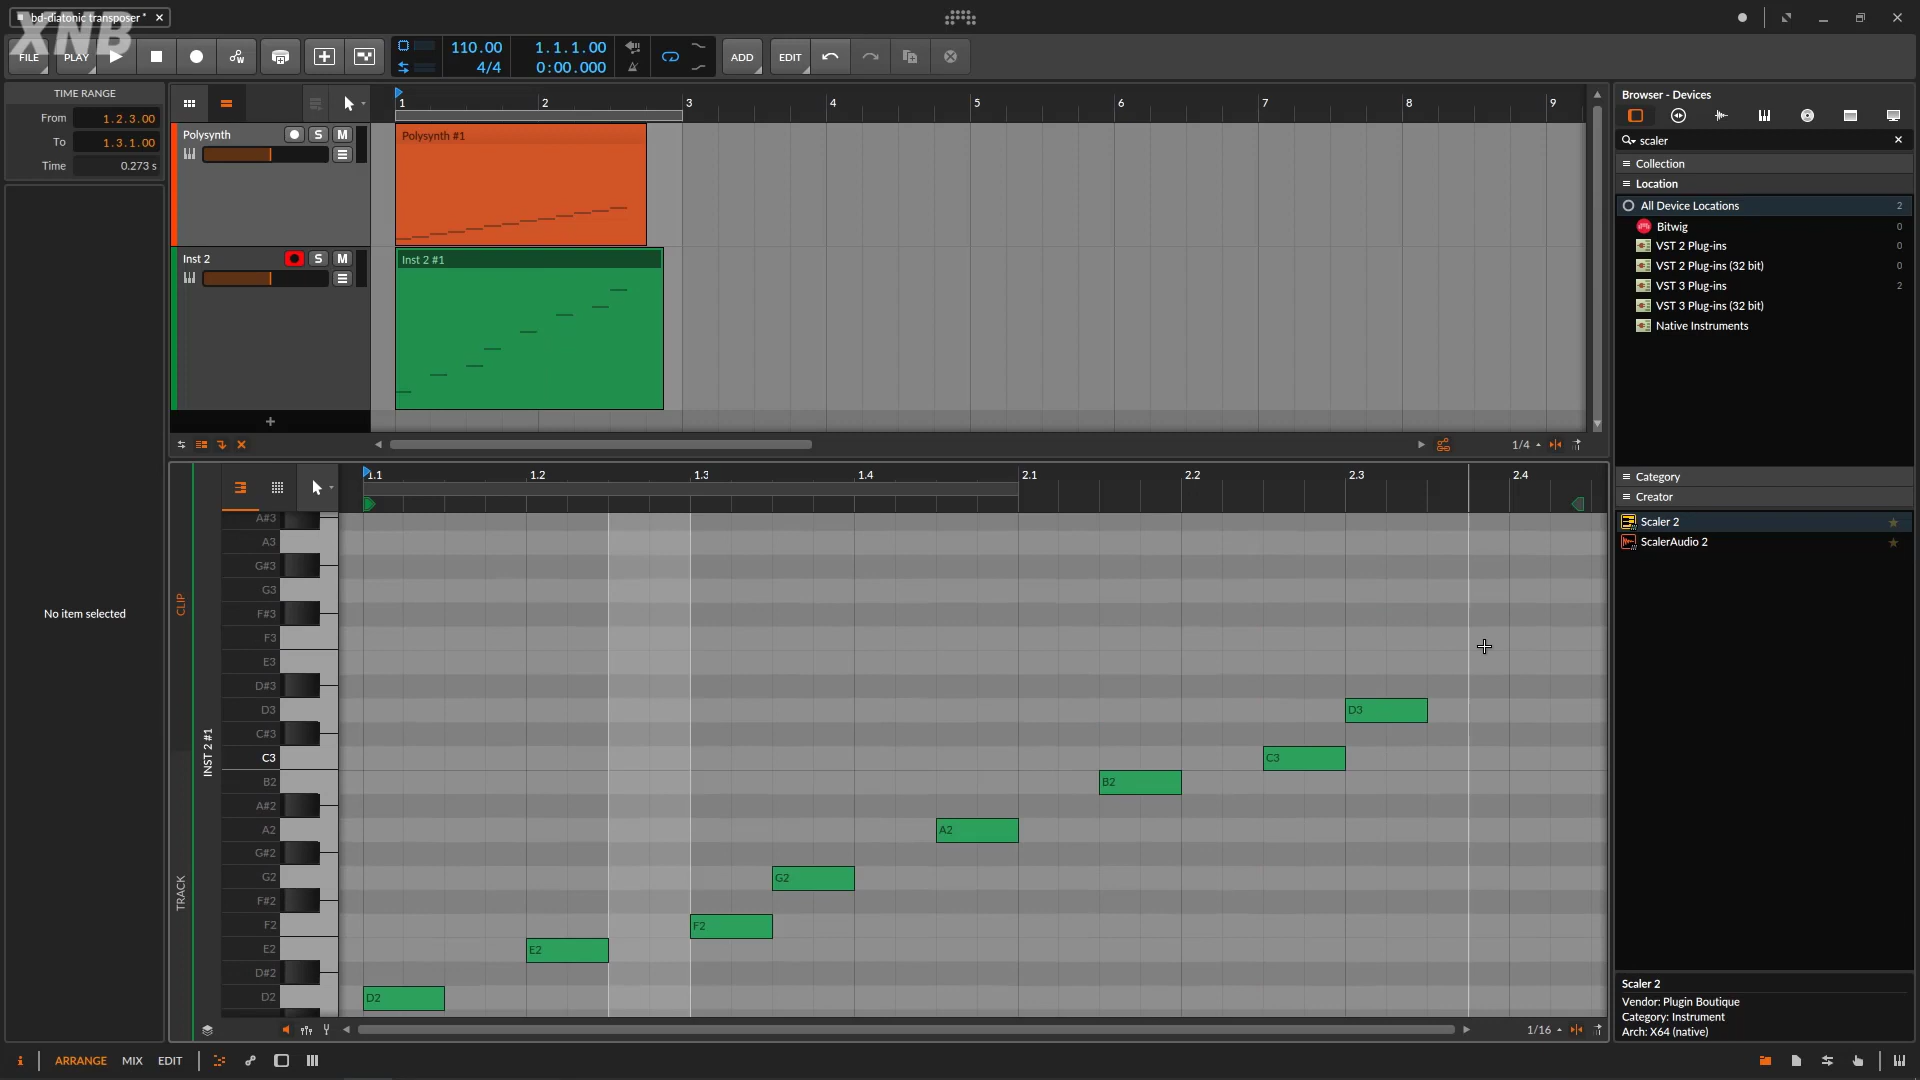 bd-diatonic transposer *
XNB
FILE
PLAY
110.00
4/4
1.1.1.00
0:00.000
ADD
EDIT
TIME RANGE
From 1.2.3.00
To 1.3.1.00
Time 0.273 s
No item selected
1 2 3 4 5 6 7 8 9
Polysynth S M
Polysynth #1
Inst 2 S M
Inst 2 #1
+
1/4
1.1 1.2 1.3 1.4 2.1 2.2 2.3 2.4
CLIP
TRACK
INST 2 #1
A#3
A3
G#3
G3
F#3
F3
E3
D#3
D3
C#3
C3
B2
A#2
A2
G#2
G2
F#2
F2
E2
D#2
D2
D3
C3
B2
A2
G2
F2
E2
D2
1/16
ARRANGE MIX EDIT
Browser - Devices
scaler
Collection
Location
All Device Locations 2
Bitwig 0
VST 2 Plug-ins 0
VST 2 Plug-ins (32 bit) 0
VST 3 Plug-ins 2
VST 3 Plug-ins (32 bit)
Native Instruments
Category
Creator
Scaler 2
ScalerAudio 2
Scaler 2
Vendor: Plugin Boutique
Category: Instrument
Arch: X64 (native)